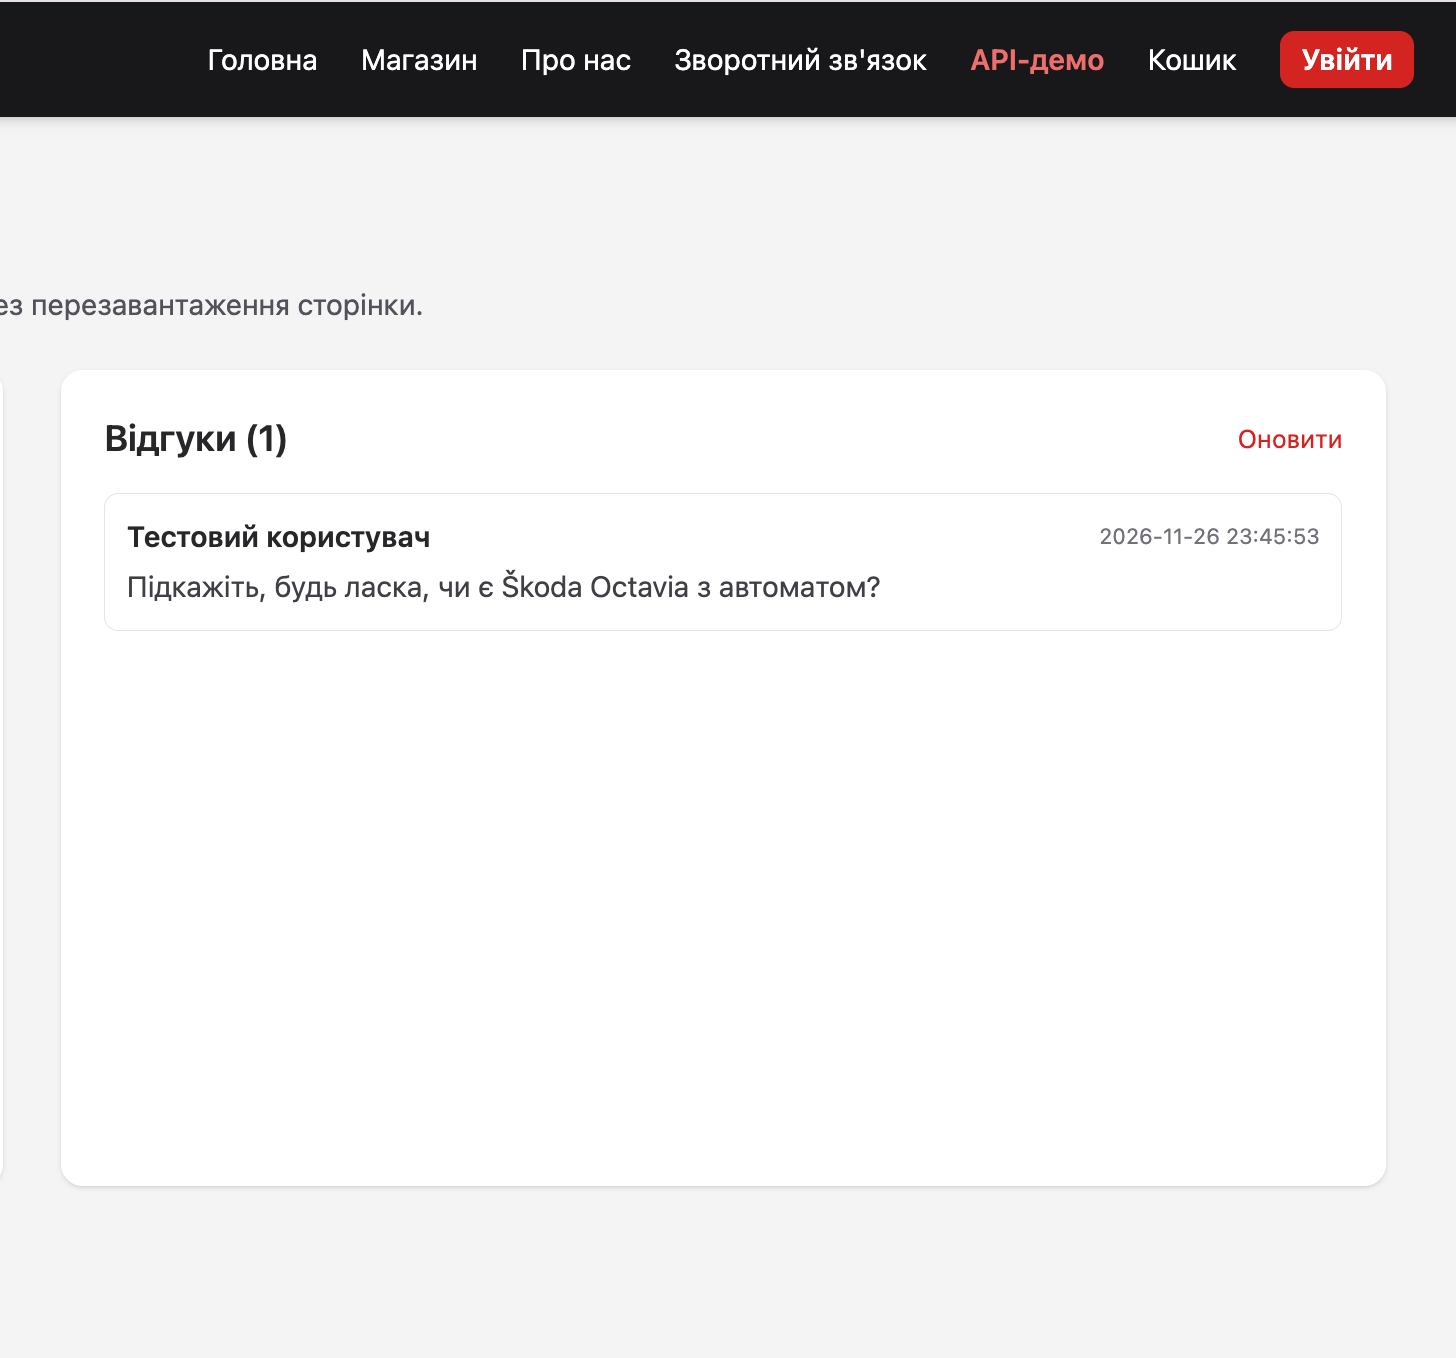 Головна Магазин Про нас Зворотний зв'язок API-демо Кошик Увійти
ез перезавантаження сторінки.
Відгуки (1) Оновити
Тестовий користувач 2026-11-26 23:45:53
Підкажіть, будь ласка, чи є Škoda Octavia з автоматом?